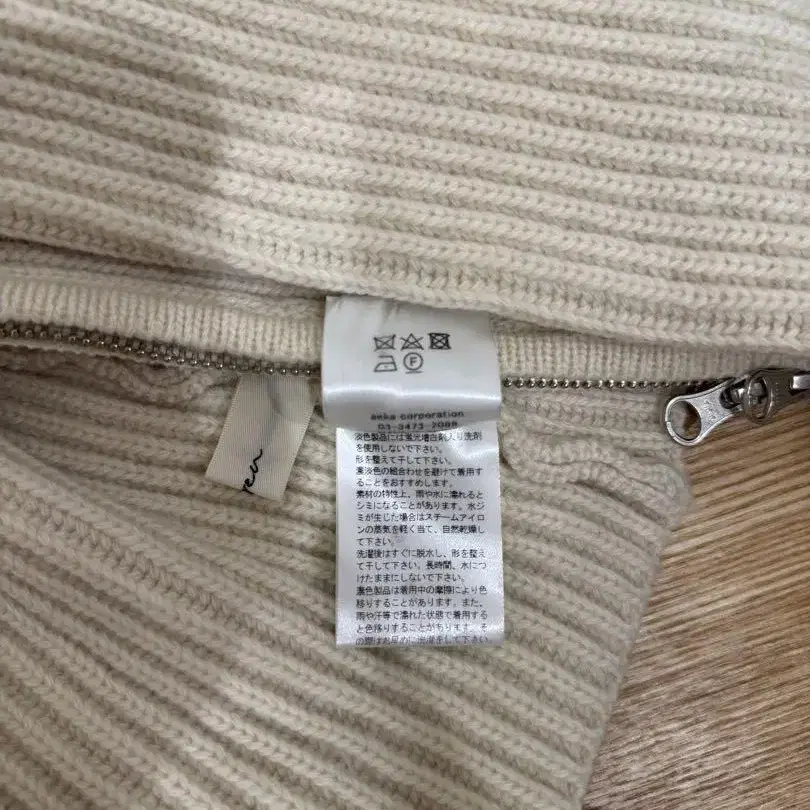 F
anka corporation
03-3473-2088
淡色製品には蛍光増白剤入り洗剤
を使用しないで下さい。
形を整えて干して下さい。
濃淡色の組合わせを避けて着用す
ることをおすすめします。
素材の特性上、雨や水に濡れると
シミになることがあります。水ジ
ミが生じた場合はスチームアイロ
ンの蒸気を軽く当て、自然乾燥し
て下さい。
洗濯後はすぐに脱水し、形を整え
て干して下さい。長時間、水につ
けたままにしないで下さい。
濃色製品は着用中の摩擦により色
移りすることがあります。また、
雨や汗等で濡れた状態で着用する
と色移りすることがあります。そ